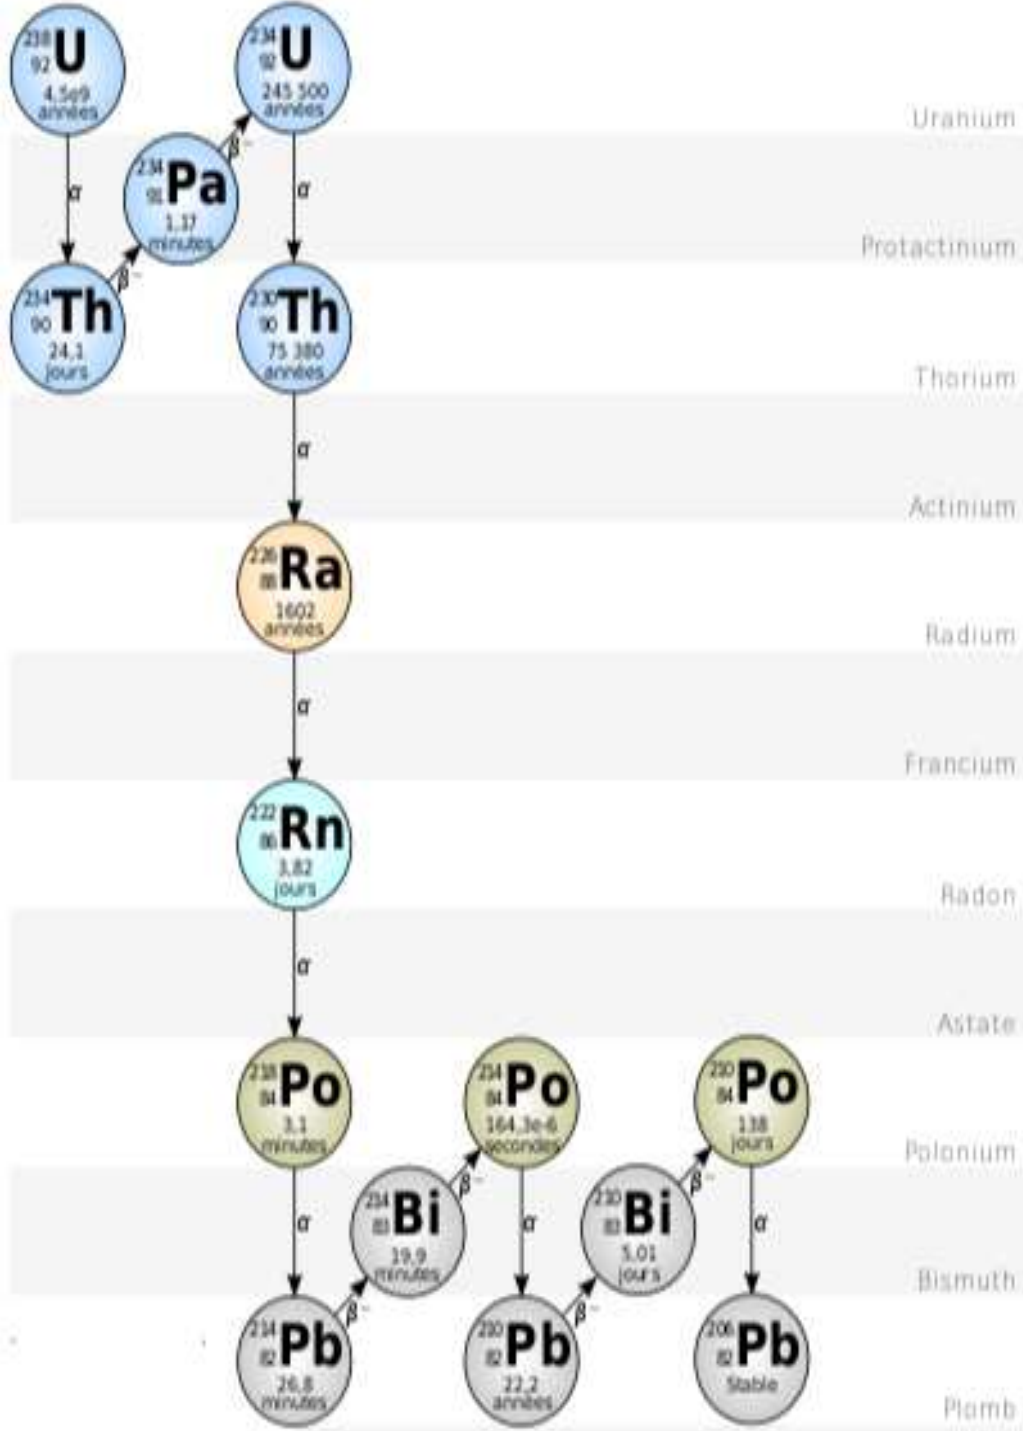 238
92
U
4,5e9
années
234
92
U
245 500
années
Uranium
α
β⁻
α
234
91
Pa
1,17
minutes
Protactinium
β⁻
234
90
Th
24,1
jours
230
90
Th
75 380
années
Thorium
α
Actinium
226
88
Ra
1602
années
Radium
α
Francium
222
86
Rn
3,82
jours
Radon
α
Astate
218
84
Po
3,1
minutes
214
84
Po
164,3e-6
secondes
210
84
Po
138
jours
Polonium
β⁻
β⁻
α
214
83
Bi
19,9
minutes
α
210
83
Bi
5,01
jours
α
Bismuth
β⁻
β⁻
214
82
Pb
26,8
minutes
210
82
Pb
22,2
années
206
82
Pb
Stable
Plomb